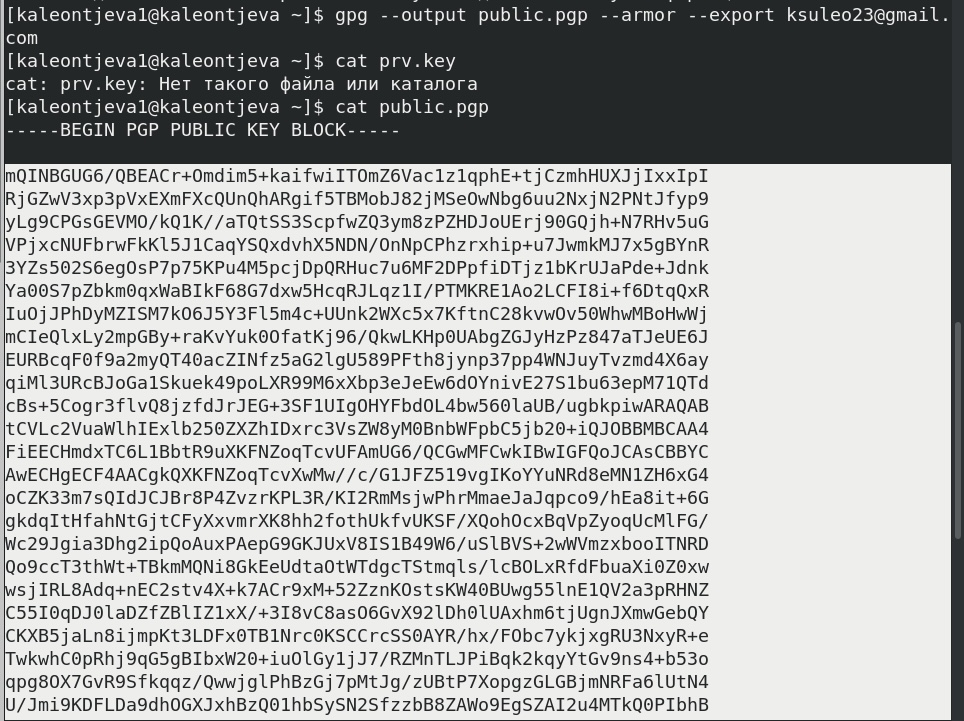 [kaleontjeva1@kaleontjeva ~]$ gpg --output public.pgp --armor --export ksuleo23@gmail.
com
[kaleontjeva1@kaleontjeva ~]$ cat prv.key
cat: prv.key: Нет такого файла или каталога
[kaleontjeva1@kaleontjeva ~]$ cat public.pgp
-----BEGIN PGP PUBLIC KEY BLOCK-----
mQINBGUG6/QBEACr+Omdim5+kaifwiITOmZ6Vac1z1qphE+tjCzmhHUXJjIxxIpI
RjGZwV3xp3pVxEXmFXcQUnQhARgif5TBMobJ82jMSeOwNbg6uu2NxjN2PNtJfyp9
yLg9CPGsGEVMO/kQ1K//aTQtSS3ScpfwZQ3ym8zPZHDJoUErj90GQjh+N7RHv5uG
VPjxcNUFbrwFkKl5J1CaqYSQxdvhX5NDN/OnNpCPhzrxhip+u7JwmkMJ7x5gBYnR
3YZs502S6egOsP7p75KPu4M5pcjDpQRHuc7u6MF2DPpfiDTjz1bKrUJaPde+Jdnk
Ya00S7pZbkm0qxWaBIkF68G7dxw5HcqRJLqz1I/PTMKRE1Ao2LCFI8i+f6DtqQxR
IuOjJPhDyMZISM7kO6J5Y3Fl5m4c+UUnk2WXc5x7KftnC28kvwOv50WhwMBoHwWj
mCIeQlxLy2mpGBy+raKvYuk0OfatKj96/QkwLKHp0UAbgZGJyHzPz847aTJeUE6J
EURBcqF0f9a2myQT40acZINfz5aG2lgU589PFth8jynp37pp4WNJuyTvzmd4X6ay
qiMl3URcBJoGa1Skuek49poLXR99M6xXbp3eJeEw6dOYnivE27S1bu63epM71QTd
cBs+5Cogr3flvQ8jzfdJrJEG+3SF1UIgOHYFbdOL4bw560laUB/ugbkpiwARAQAB
tCVLc2VuaWlhIExlb250ZXZhIDxrc3VsZW8yM0BnbWFpbC5jb20+iQJOBBMBCAA4
FiEECHmdxTC6L1BbtR9uXKFNZoqTcvUFAmUG6/QCGwMFCwkIBwIGFQoJCAsCBBYC
AwECHgECF4AACgkQXKFNZoqTcvXwMw//c/G1JFZ519vgIKoYYuNRd8eMN1ZH6xG4
oCZK33m7sQIdJCJBr8P4ZvzrKPL3R/KI2RmMsjwPhrMmaeJaJqpco9/hEa8it+6G
gkdqItHfahNtGjtCFyXxvmrXK8hh2fothUkfvUKSF/XQohOcxBqVpZyoqUcMlFG/
Wc29Jgia3Dhg2ipQoAuxPAepG9GKJUxV8IS1B49W6/uSlBVS+2wWVmzxbooITNRD
Qo9ccT3thWt+TBkmMQNi8GkEeUdtaOtWTdgcTStmqls/lcBOLxRfdFbuaXi0Z0xw
wsjIRL8Adq+nEC2stv4X+k7ACr9xM+52ZznKOstsKW40BUwg55lnE1QV2a3pRHNZ
C55I0qDJ0laDZfZBlIZ1xX/+3I8vC8asO6GvX92lDh0lUAxhm6tjUgnJXmwGebQY
CKXB5jaLn8ijmpKt3LDFx0TB1Nrc0KSCCrcSS0AYR/hx/FObc7ykjxgRU3NxyR+e
TwkwhC0pRhj9qG5gBIbxW20+iuOlGy1jJ7/RZMnTLJPiBqk2kqyYtGv9ns4+b53o
qpg8OX7GvR9Sfkqqz/QwwjglPhBzGj7pMtJg/zUBtP7XopgzGLGBjmNRFa6lUtN4
U/Jmi9KDFLDa9dhOGXJxhBzQ01hbSySN2SfzzbB8ZAWo9EgSZAI2u4MTkQ0PIbhB